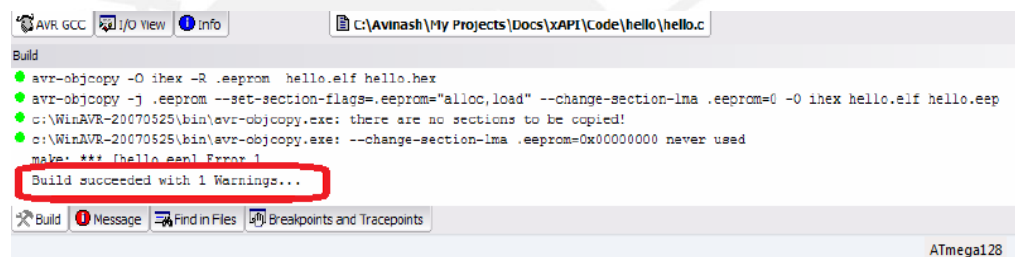 AVR GCC I/O View Info C:\Avinash\My Projects\Docs\xAPI\Code\hello\hello.c
Build
avr-objcopy -O ihex -R .eeprom hello.elf hello.hex
avr-objcopy -j .eeprom --set-section-flags=.eeprom="alloc,load" --change-section-lma .eeprom=0 -O ihex hello.elf hello.eep
c:\WinAVR-20070525\bin\avr-objcopy.exe: there are no sections to be copied!
c:\WinAVR-20070525\bin\avr-objcopy.exe: --change-section-lma .eeprom=0x00000000 never used
make: *** [hello.eep] Error 1
Build succeeded with 1 Warnings...
Build Message Find in Files Breakpoints and Tracepoints
ATmega128